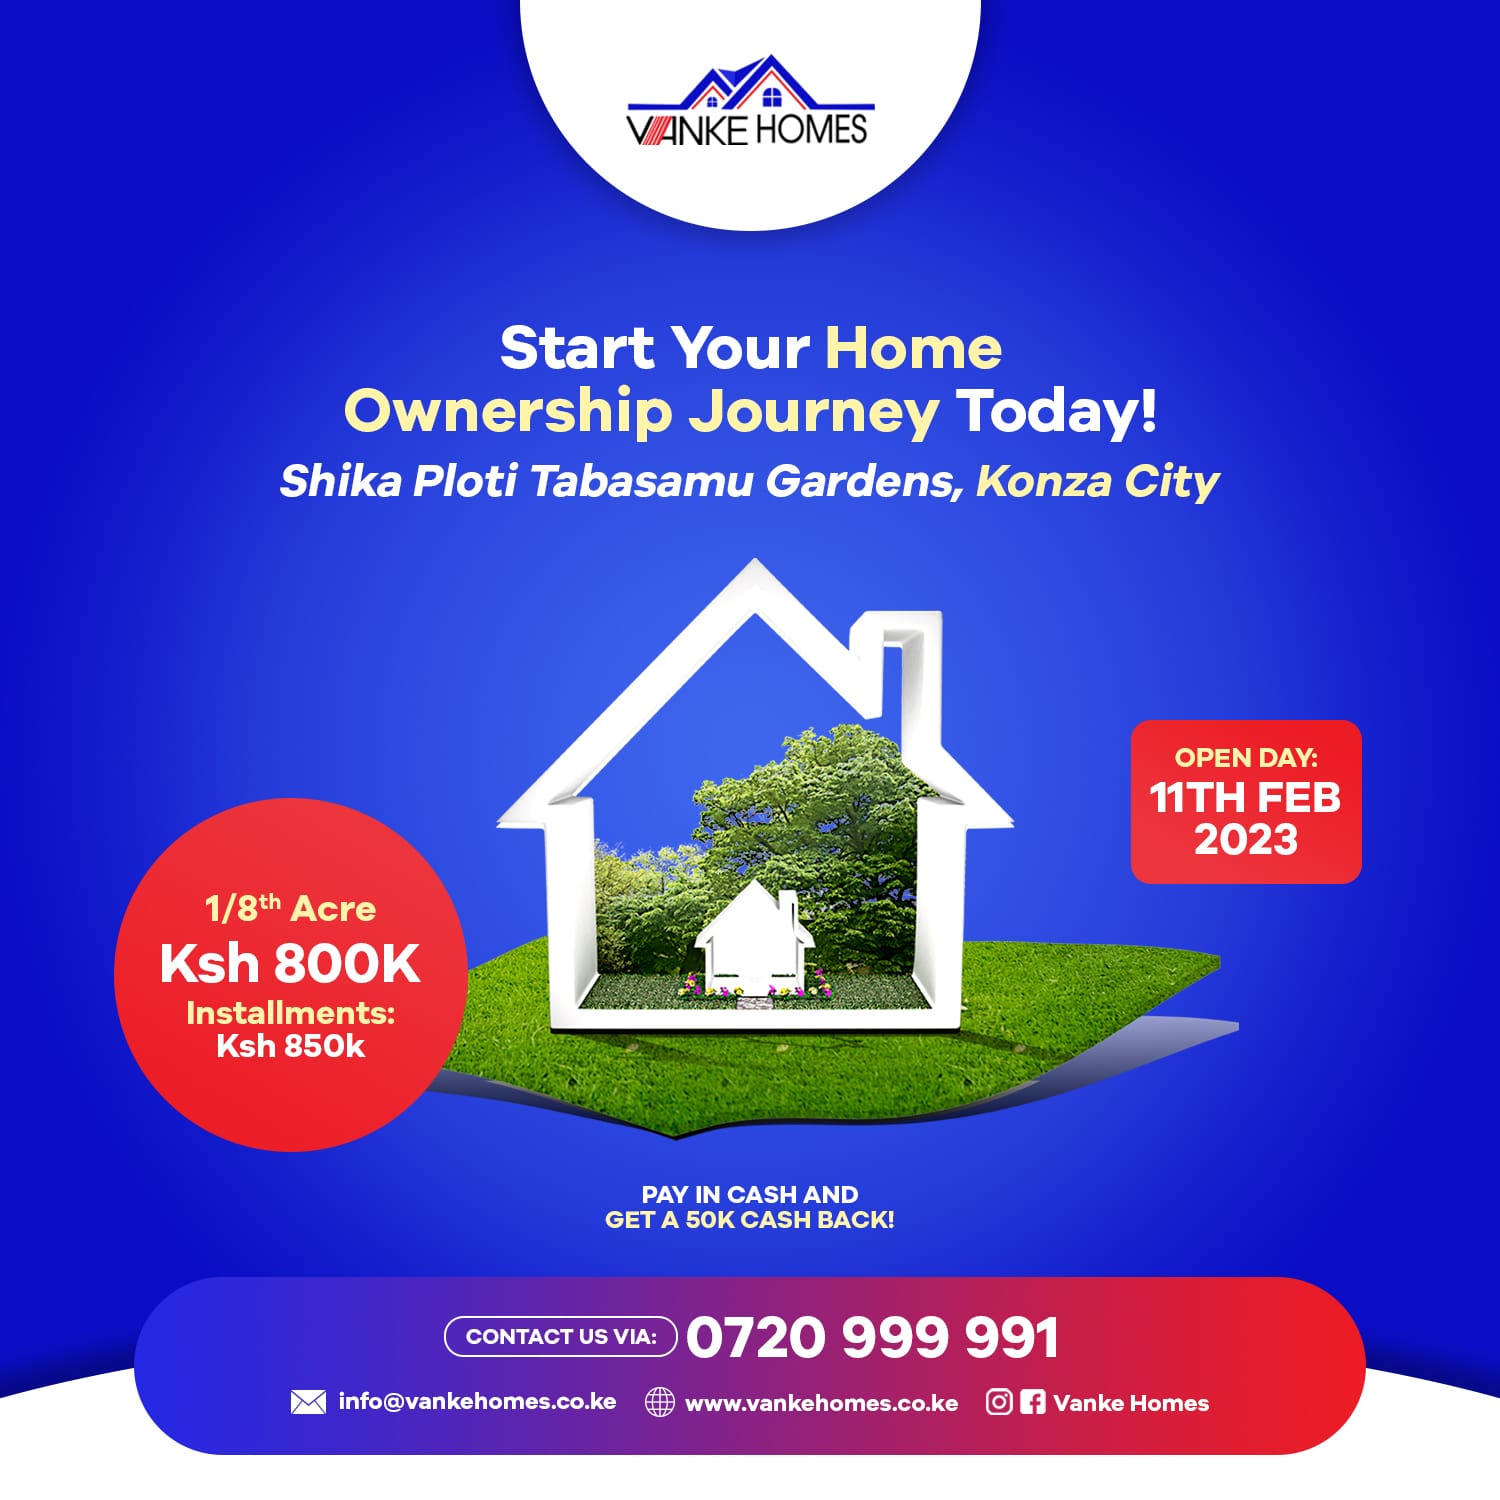 VANKE HOMES
Start Your Home
Ownership Journey Today!
Shika Ploti Tabasamu Gardens, Konza City
OPEN DAY:
11TH FEB
2023
1/8th Acre
Ksh 800K
Installments:
Ksh 850k
PAY IN CASH AND
GET A 50K CASH BACK!
CONTACT US VIA: 0720 999 991
info@vankehomes.co.ke www.vankehomes.co.ke Vanke Homes